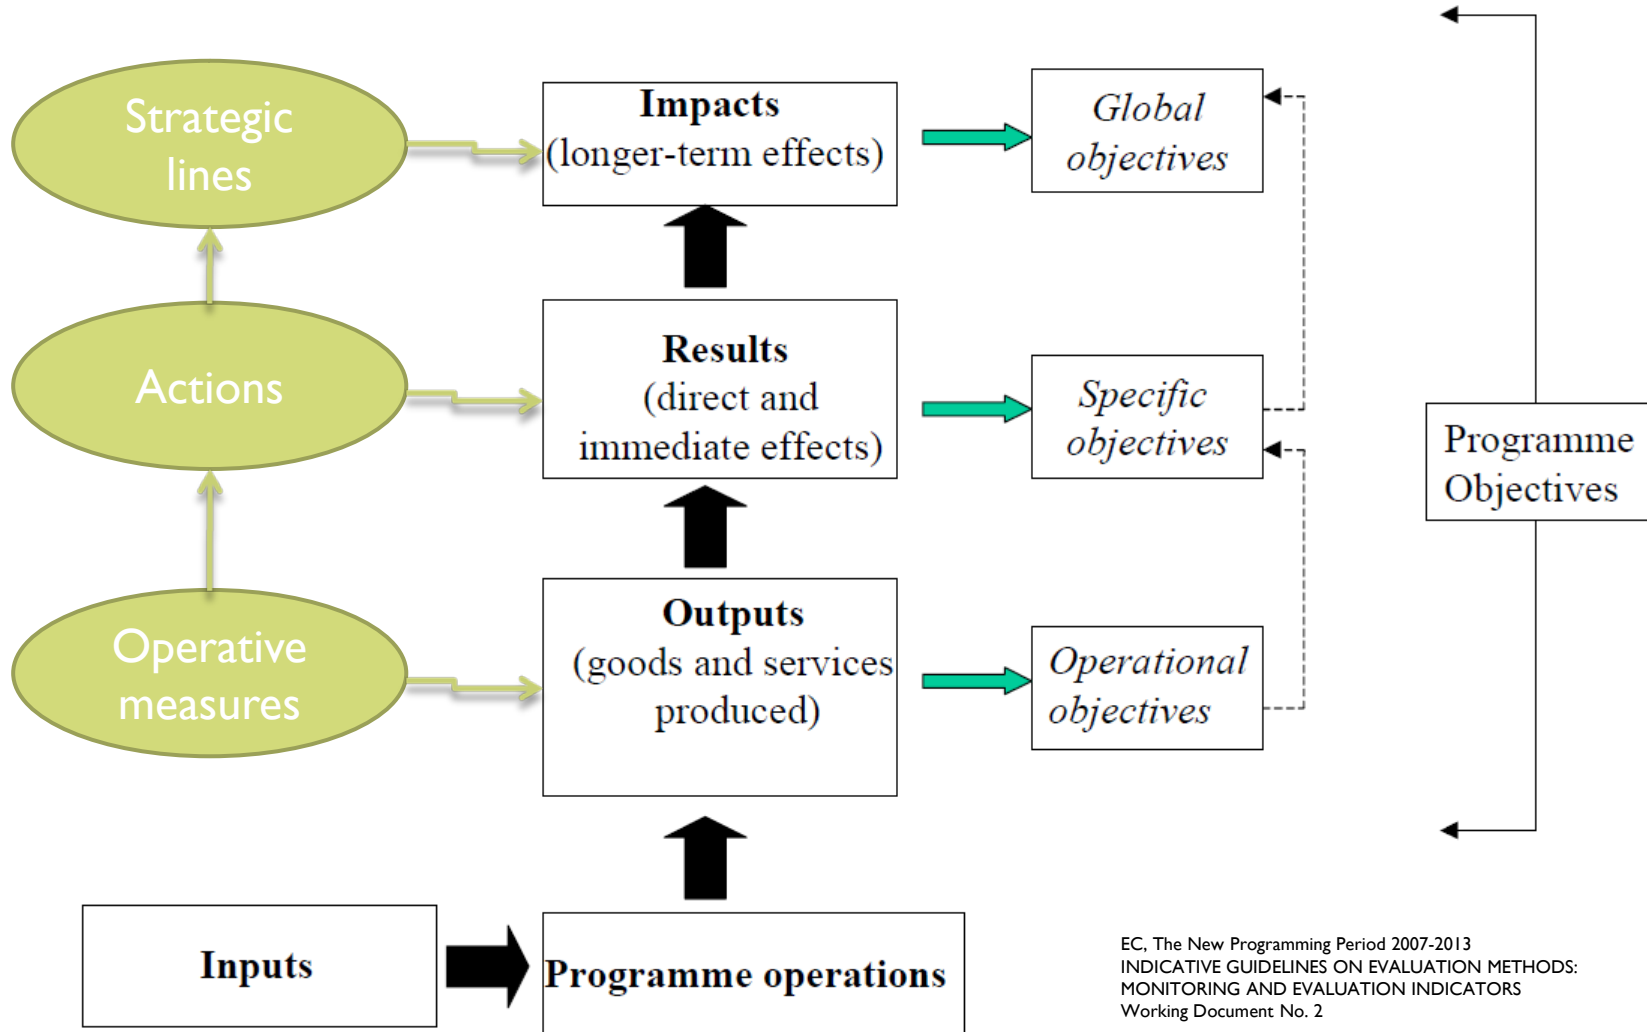 Strategic
lines
Impacts
(longer-term effects)
Global
objectives
Actions
Results
(direct and
immediate effects)
Specific
objectives
Programme
Objectives
Operative
measures
Outputs
(goods and services
produced)
Operational
objectives
Inputs
Programme operations
EC, The New Programming Period 2007-2013
INDICATIVE GUIDELINES ON EVALUATION METHODS:
MONITORING AND EVALUATION INDICATORS
Working Document No. 2